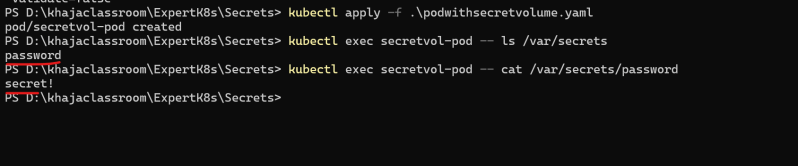 validate=false
PS D:\khajaclassroom\ExpertK8s\Secrets> kubectl apply -f .\podwithsecretvolume.yaml
pod/secretvol-pod created
PS D:\khajaclassroom\ExpertK8s\Secrets> kubectl exec secretvol-pod -- ls /var/secrets
password
PS D:\khajaclassroom\ExpertK8s\Secrets> kubectl exec secretvol-pod -- cat /var/secrets/password
secret!
PS D:\khajaclassroom\ExpertK8s\Secrets>